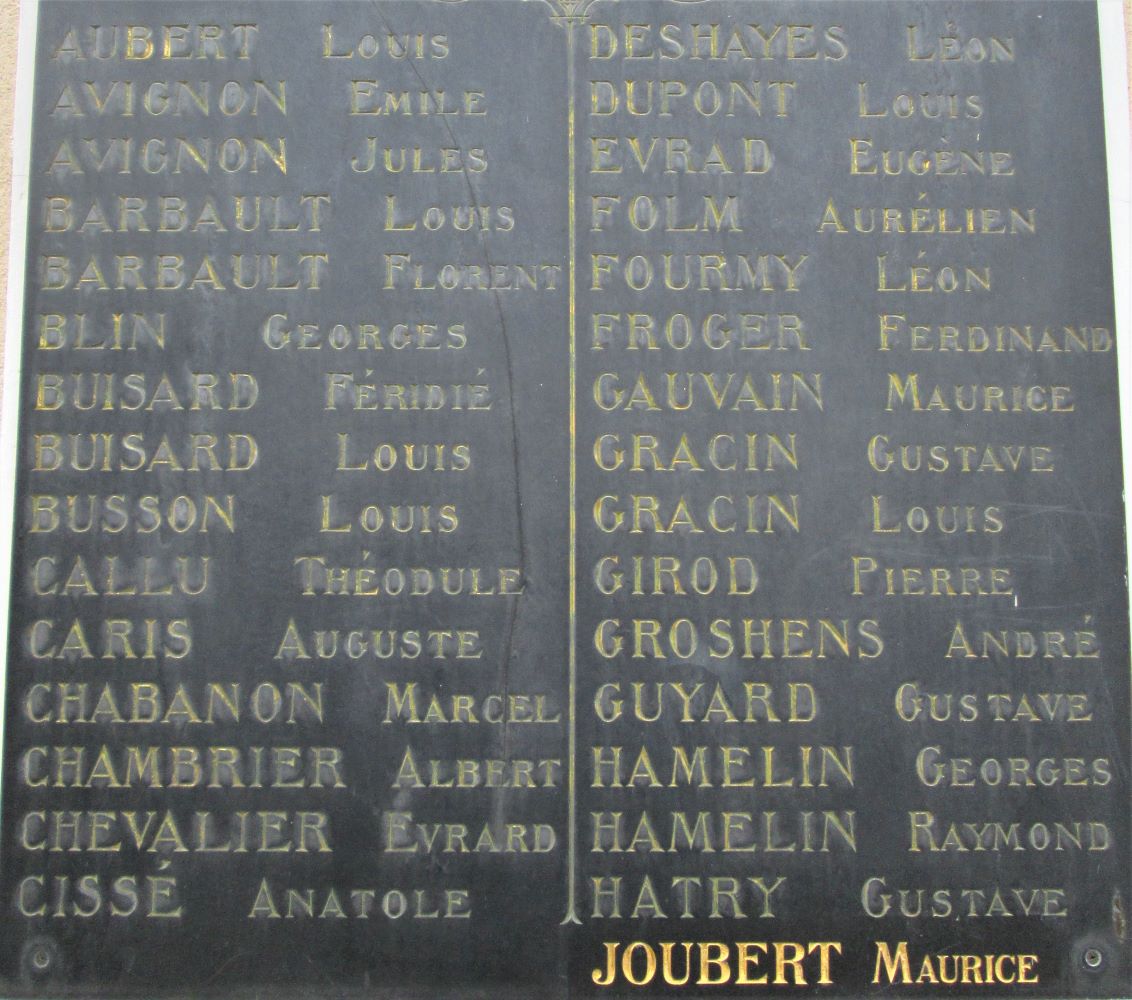 AUBERT LOUIS
AVIGNON EMILE
AVIGNON JULES
BARBAULT LOUIS
BARBAULT FLORENT
BLIN GEORGES
BUISARD FÉRIDIÉ
BUISARD LOUIS
BUSSON LOUIS
CALLU THÉODULE
CARIS AUGUSTE
CHABANON MARCEL
CHAMBRIER ALBERT
CHEVALIER EVRARD
CISSÉ ANATOLE
DESHAYES LÉON
DUPONT LOUIS
EVRAD EUGÈNE
FOLM AURÉLIEN
FOURMY LÉON
FROGER FERDINAND
GAUVAIN MAURICE
GRACIN GUSTAVE
GRACIN LOUIS
GIROD PIERRE
GROSHENS ANDRÉ
GUYARD GUSTAVE
HAMELIN GEORGES
HAMELIN RAYMOND
HATRY GUSTAVE
JOUBERT MAURICE